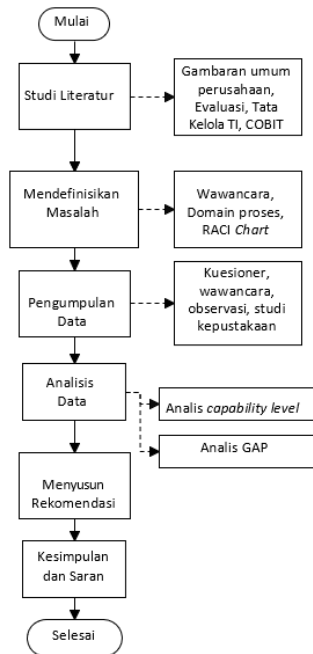 Mulai
Studi Literatur
Gambaran umum
perusahaan,
Evaluasi, Tata
Kelola TI, COBIT
Mendefinisikan
Masalah
Wawancara,
Domain proses,
RACI Chart
Pengumpulan
Data
Kuesioner,
wawancara,
observasi, studi
kepustakaan
Analisis
Data
Analis capability level
Analis GAP
Menyusun
Rekomendasi
Kesimpulan
dan Saran
Selesai